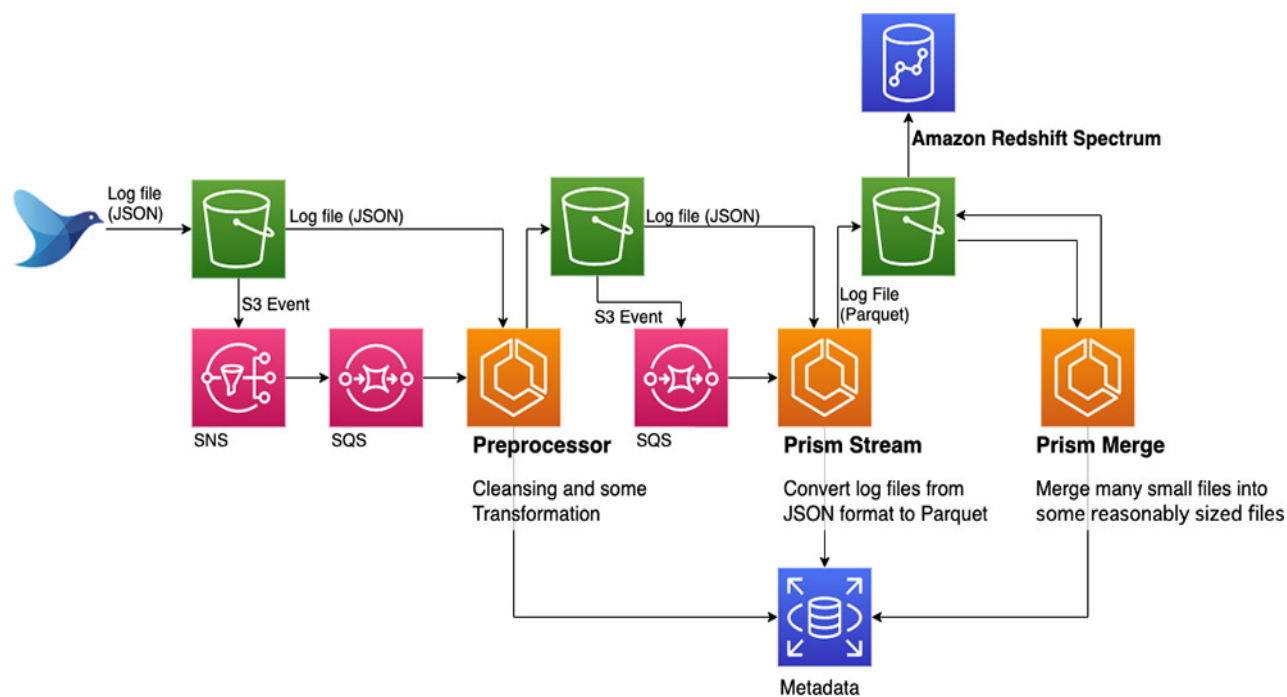 Amazon Redshift Spectrum
Log file
(JSON)
Log file (JSON)
Log file (JSON)
S3 Event
S3 Event
Log File
(Parquet)
SNS
SQS
Preprocessor
Cleansing and some
Transformation
SQS
Prism Stream
Convert log files from
JSON format to Parquet
Prism Merge
Merge many small files into
some reasonably sized files
Metadata